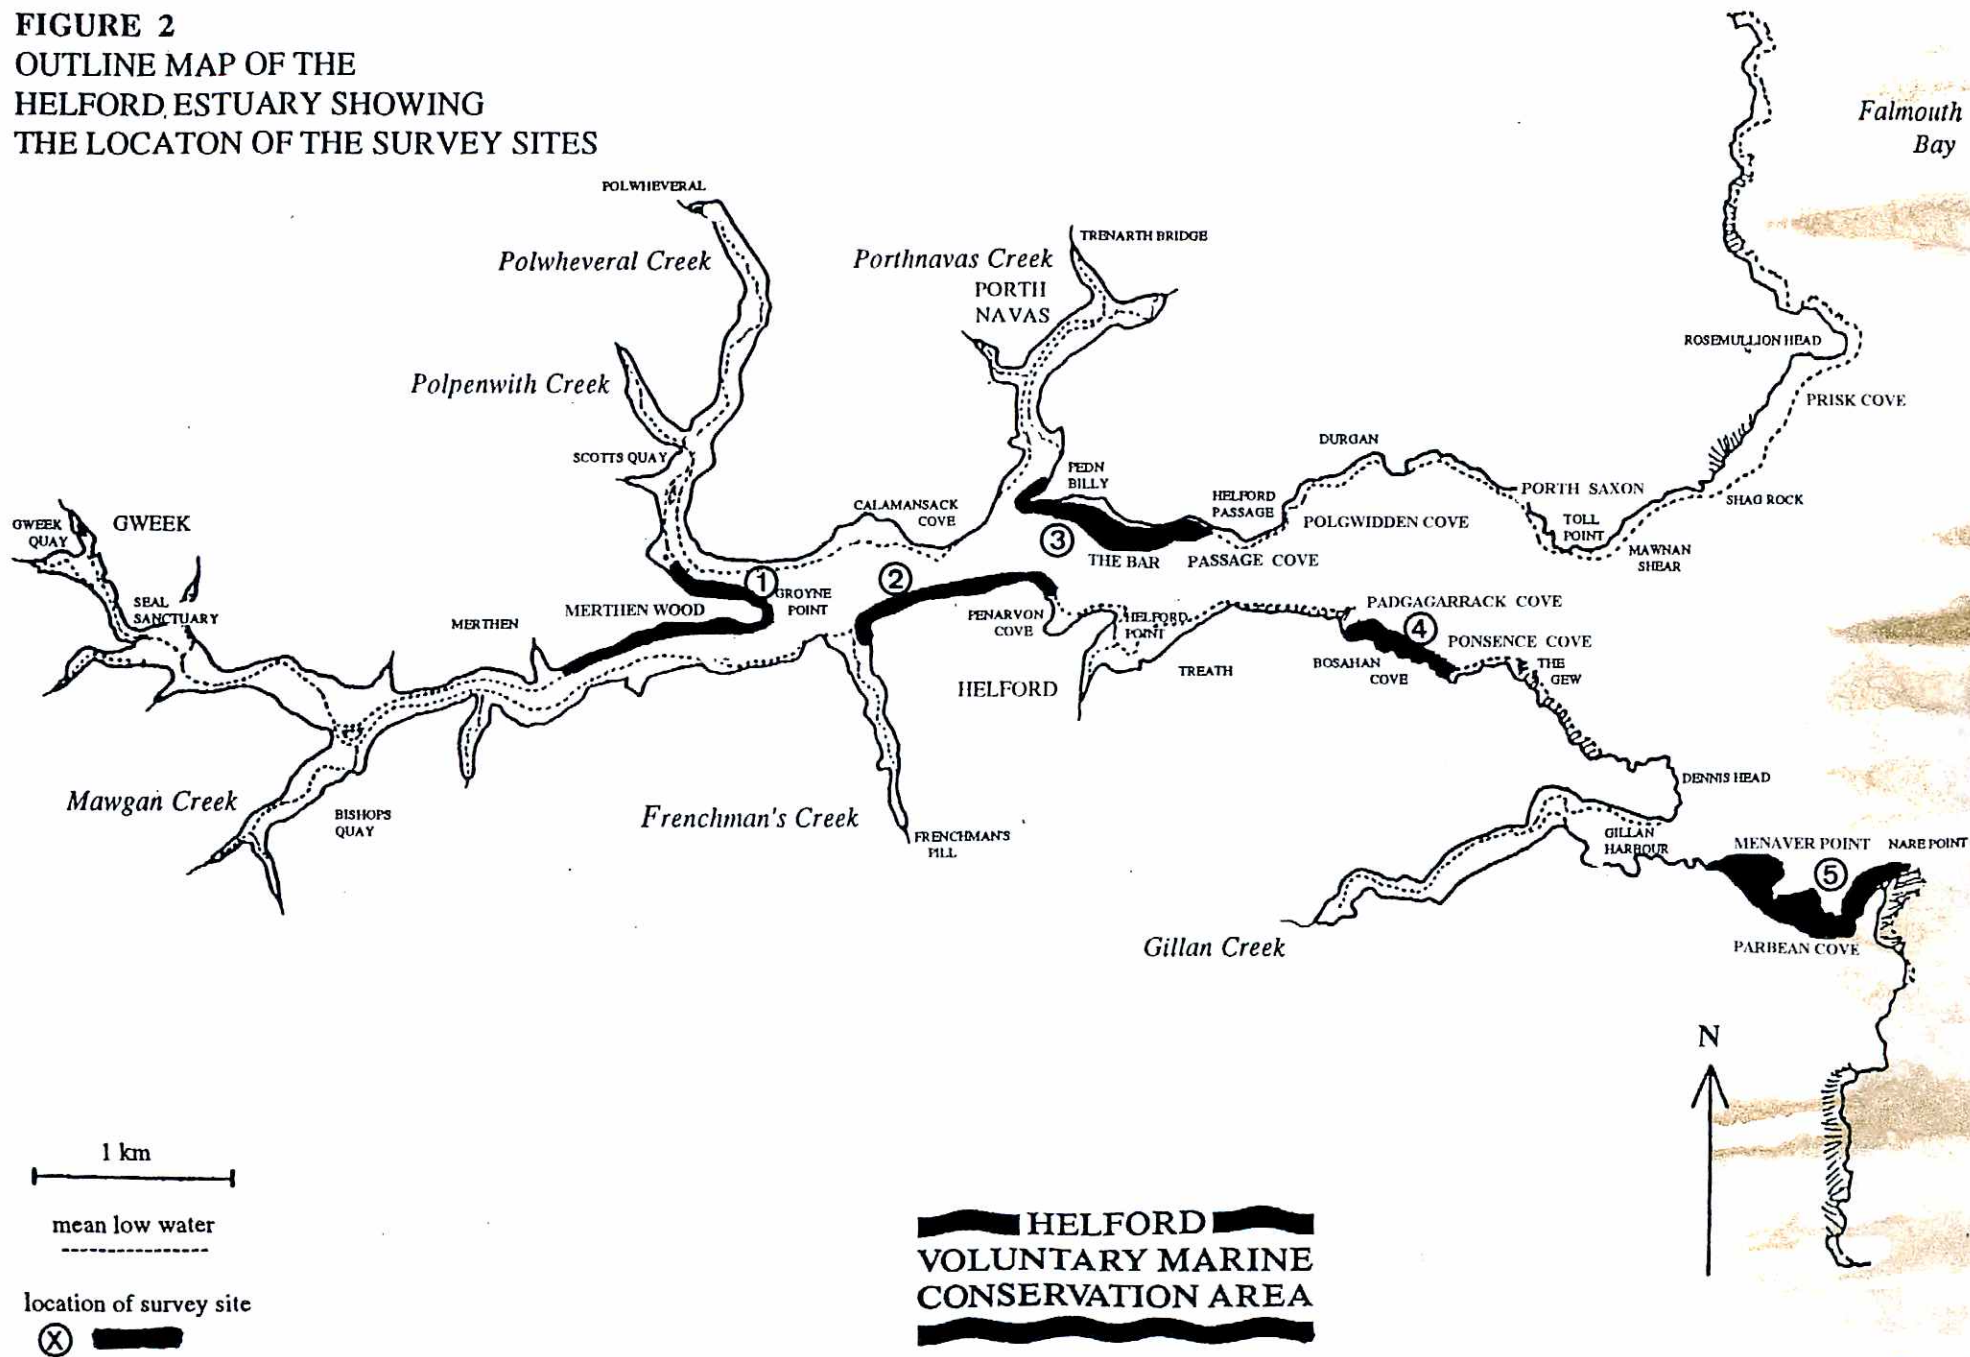 FIGURE 2
OUTLINE MAP OF THE
HELFORD ESTUARY SHOWING
THE LOCATON OF THE SURVEY SITES
Falmouth
Bay
POLWHEVERAL
Polwheveral Creek
Porthnavas Creek
TRENARTH BRIDGE
PORTH
NAVAS
ROSEMULLION HEAD
Polpenwith Creek
PRISK COVE
SCOTTS QUAY
DURGAN
PEDN
BILLY
HELFORD
PASSAGE
PORTH SAXON
SHAG ROCK
CALAMANSACK
COVE
POLGWIDDEN COVE
TOLL
POINT
MAWNAN
SHEAR
GWEEK
QUAY
GWEEK
3
THE BAR
PASSAGE COVE
1
2
GROYNE
POINT
SEAL
SANCTUARY
MERTHEN
MERTHEN WOOD
PENARVON
COVE
HELFORD
POINT
PADGAGARRACK COVE
4
PONSENCE COVE
BOSAHAN
COVE
THE
GEW
TREATH
HELFORD
DENNIS HEAD
Mawgan Creek
BISHOPS
QUAY
Frenchman's Creek
FRENCHMAN'S
PILL
GILLAN
HARBOUR
MENAVER POINT
NARE POINT
5
Gillan Creek
PARBEAN COVE
N
1 km
mean low water
location of survey site
X
HELFORD
VOLUNTARY MARINE
CONSERVATION AREA